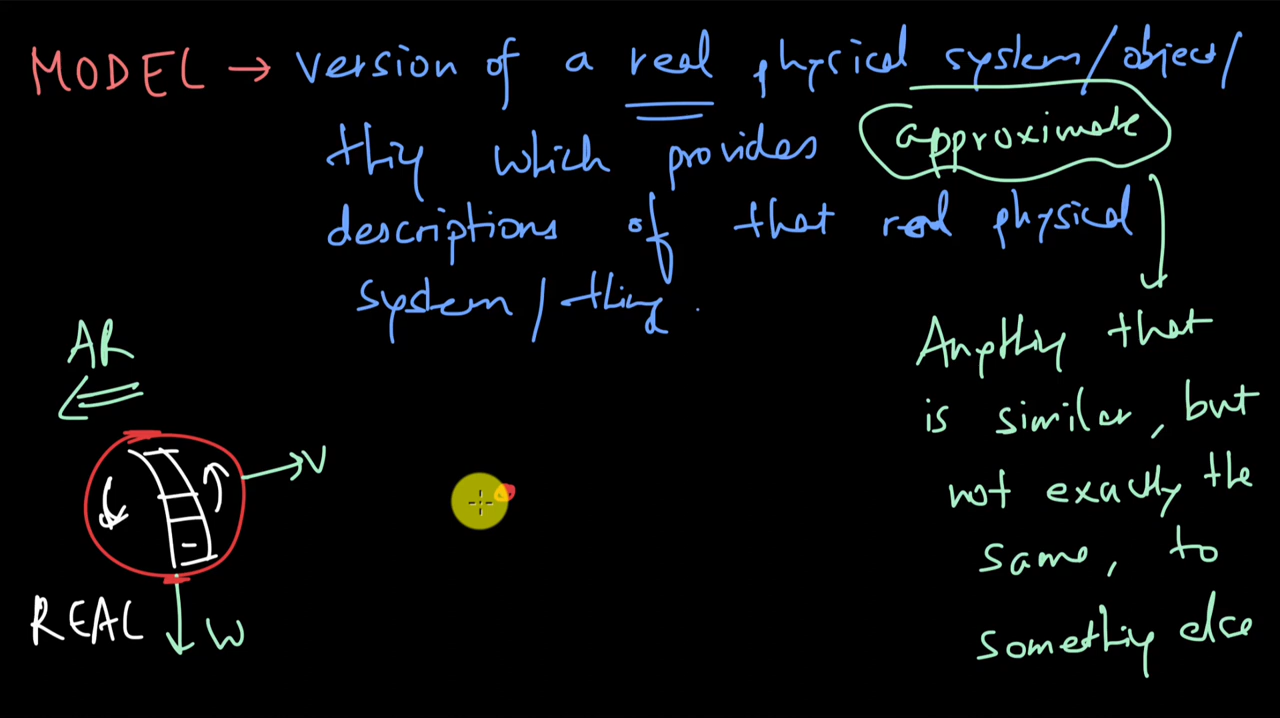 MODEL → version of a real physical system/object/
thing which provides approximate
descriptions of that real physical
system/thing.
Anything that
is similar, but
not exactly the
same, to
something else
AR
V
REAL
W